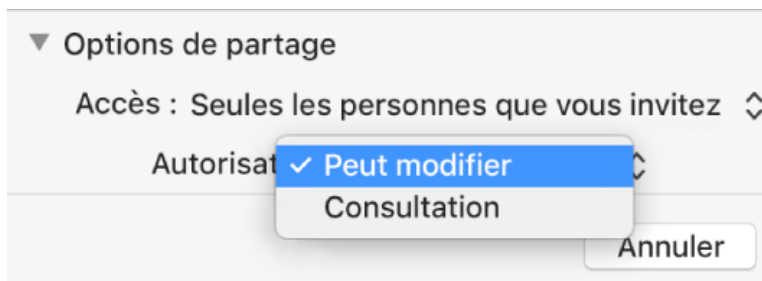 Options de partage
Accès : Seules les personnes que vous invitez
Autorisat ✓ Peut modifier
Consultation
Annuler